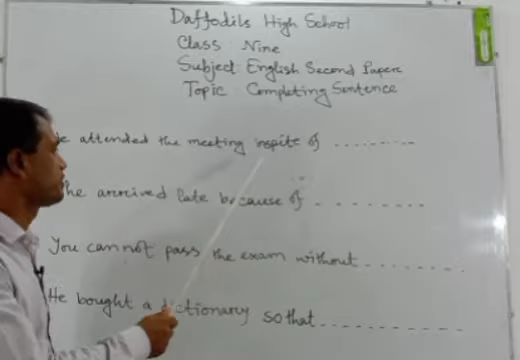 Daffodils High School
Class : Nine
Subject : English Second Paper
Topic : Completing Sentence
attended the meeting inspite of .........
he arrived late because of .........
You cannot pass the exam without .........
He bought a dictionary so that .........